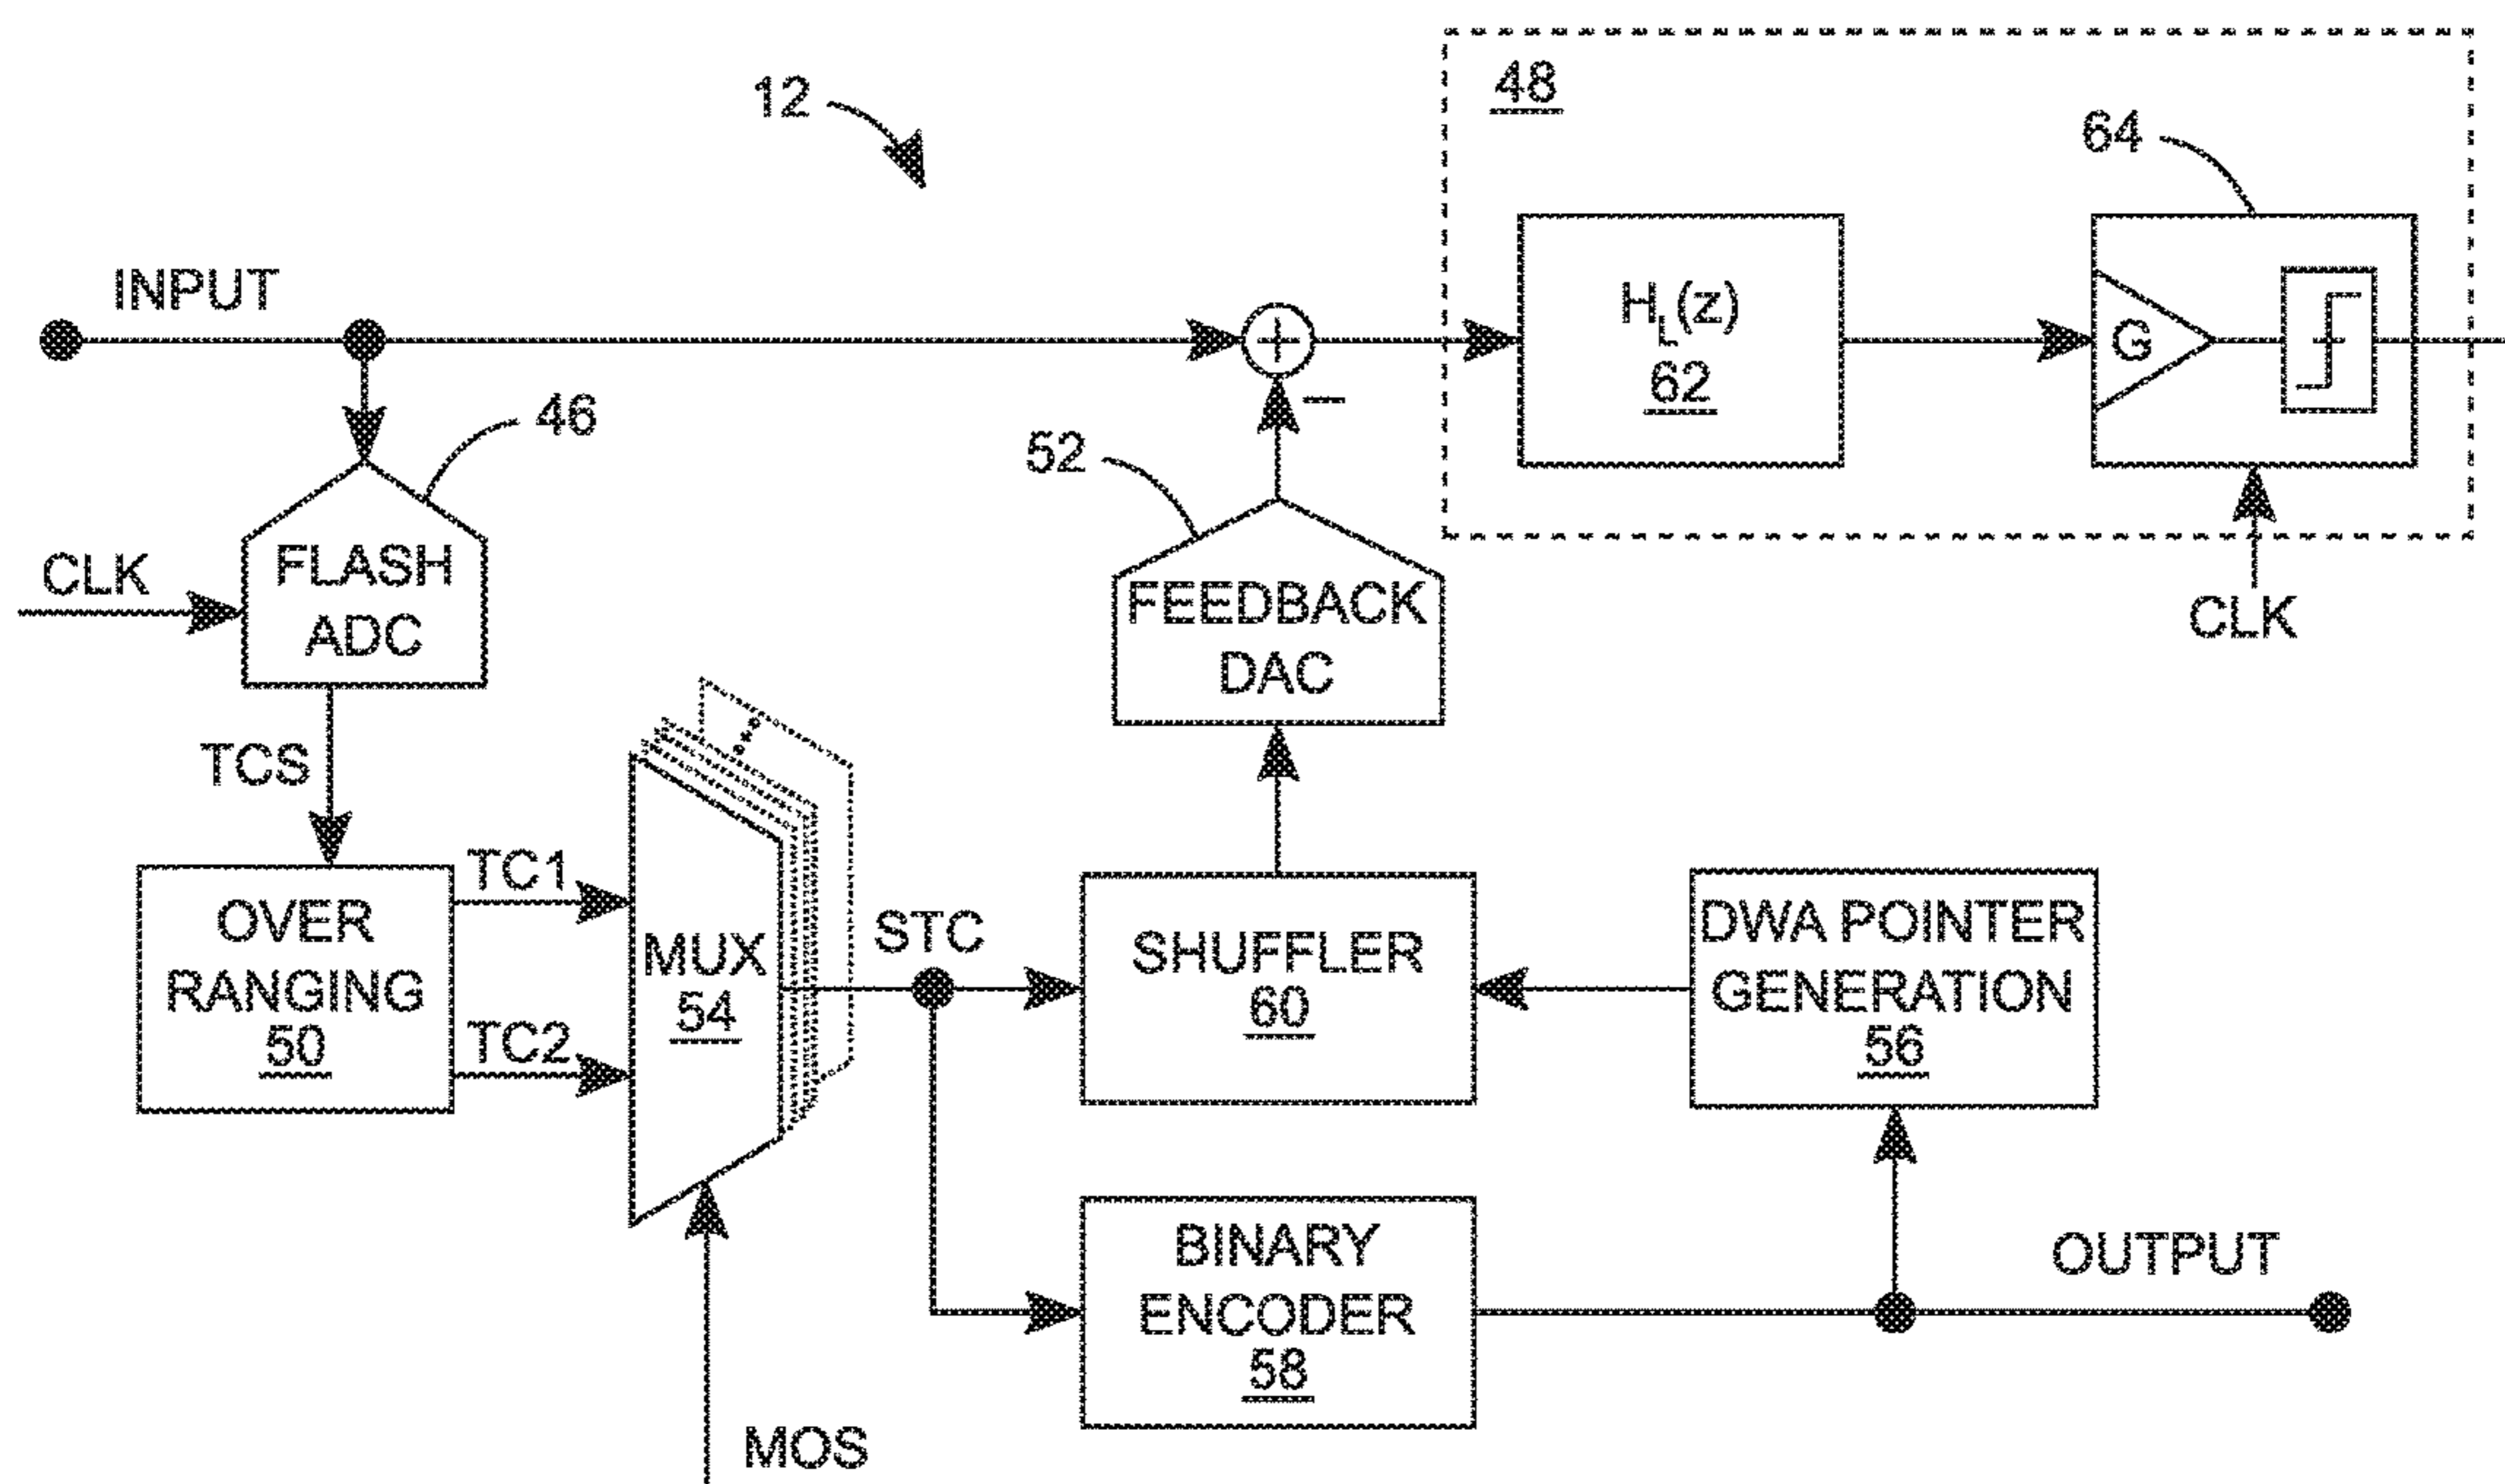 12
48
64
INPUT
H_L(z)
62
G
46
52
CLK
FLASH
ADC
FEEDBACK
DAC
CLK
TCS
OVER
RANGING
50
TC1
TC2
MUX
54
STC
SHUFFLER
60
DWA POINTER
GENERATION
56
BINARY
ENCODER
58
OUTPUT
MOS